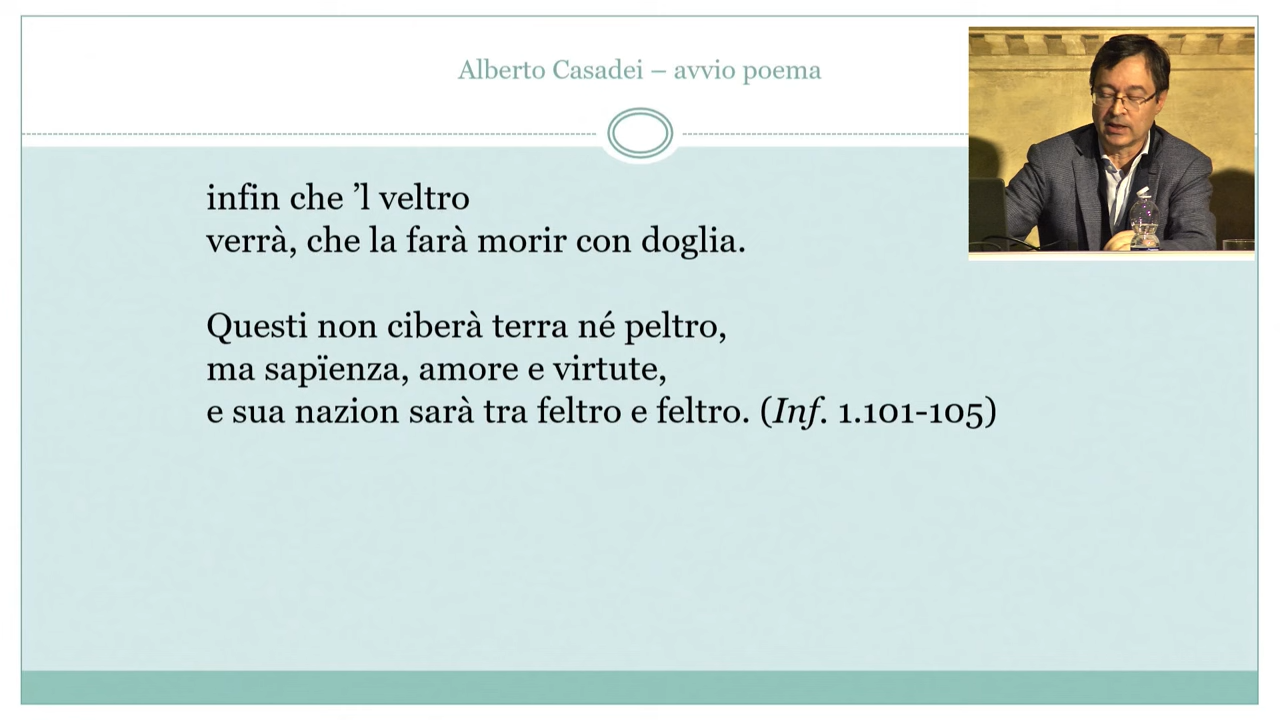 Alberto Casadei – avvio poema
infin che ’l veltro
verrà, che la farà morir con doglia.
Questi non ciberà terra né peltro,
ma sapïenza, amore e virtute,
e sua nazion sarà tra feltro e feltro. (Inf. 1.101-105)